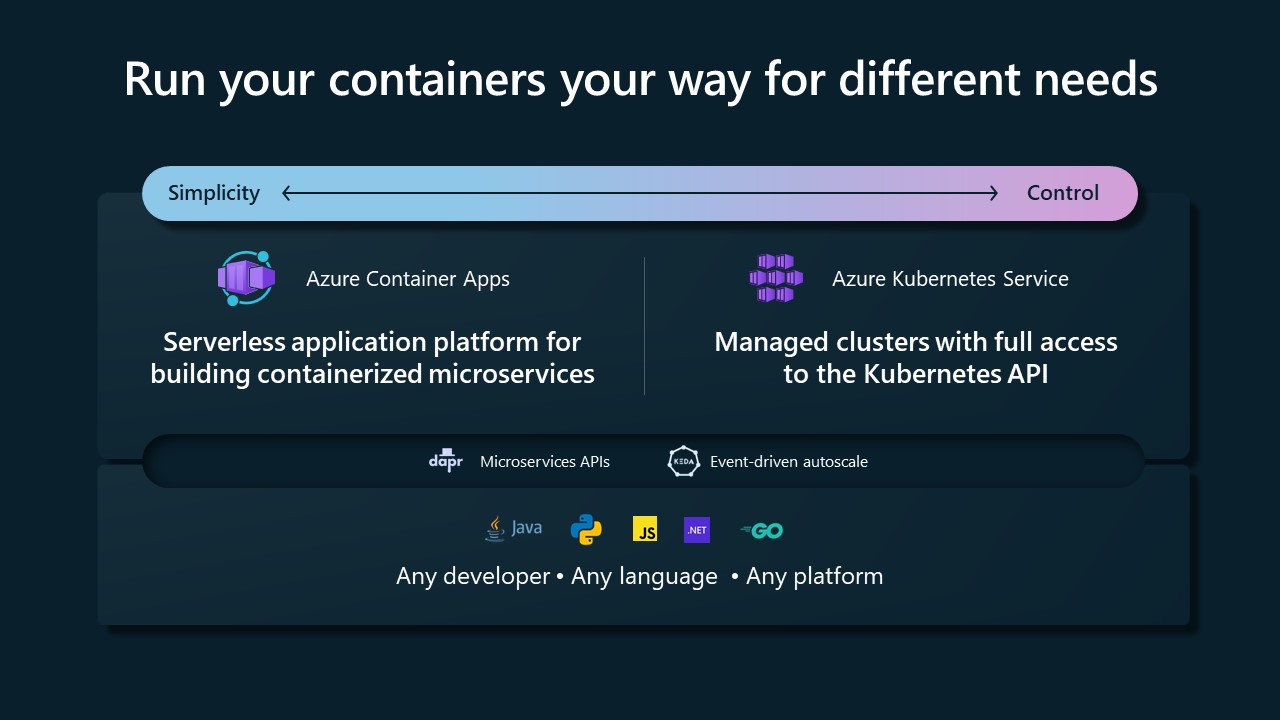 Run your containers your way for different needs
Simplicity
Control
Azure Container Apps
Serverless application platform for
building containerized microservices
Azure Kubernetes Service
Managed clusters with full access
to the Kubernetes API
dapr Microservices APIs
KEDA Event-driven autoscale
Java
JS
.NET
GO
Any developer • Any language • Any platform